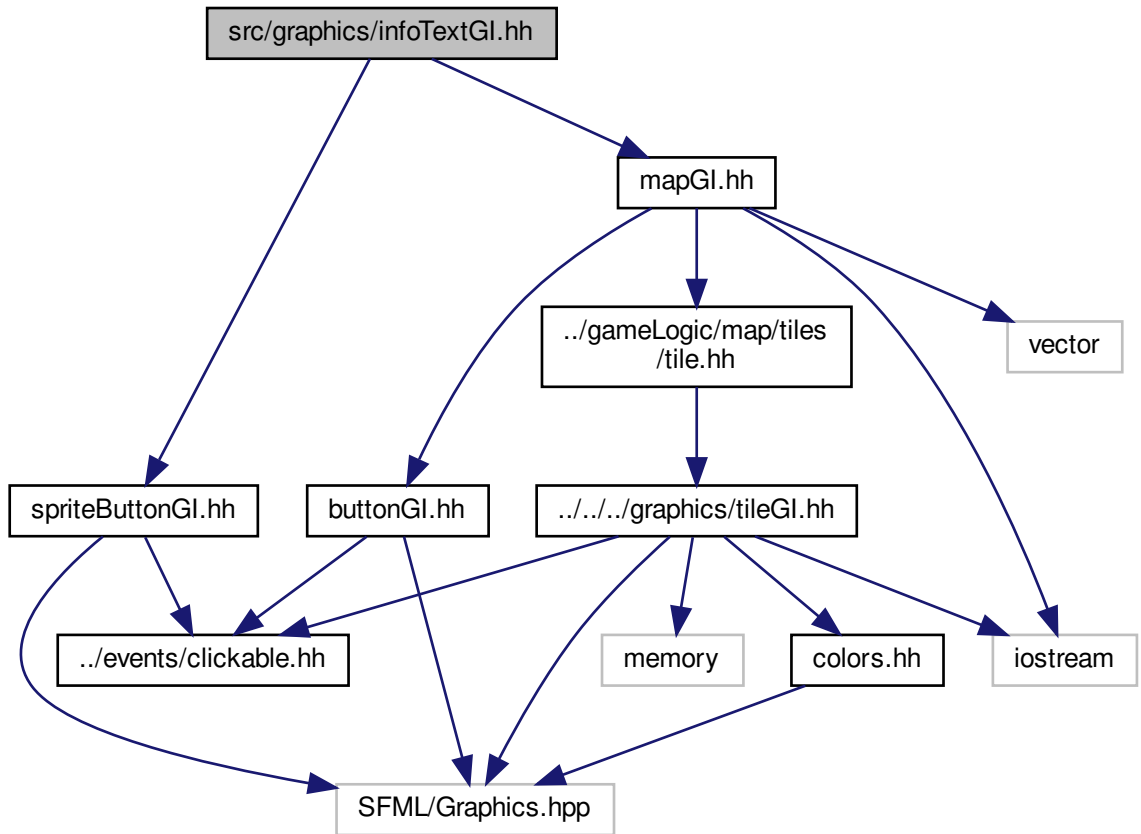 src/graphics/infoTextGI.hh
mapGI.hh
../gameLogic/map/tiles
/tile.hh
vector
spriteButtonGI.hh
buttonGI.hh
../../../graphics/tileGI.hh
../events/clickable.hh
memory
colors.hh
iostream
SFML/Graphics.hpp